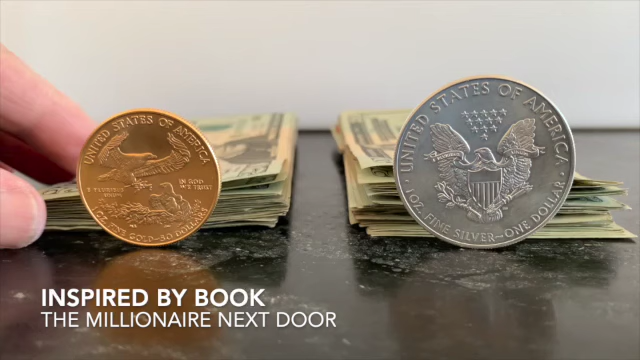 UNITED STATES OF AMERICA
E PLURIBUS
UNUM
IN GOD
WE TRUST
1 OZ. FINE GOLD~50 DOLLARS
UNITED STATES OF AMERICA
1 OZ. FINE SILVER~ONE DOLLAR
INSPIRED BY BOOK
THE MILLIONAIRE NEXT DOOR